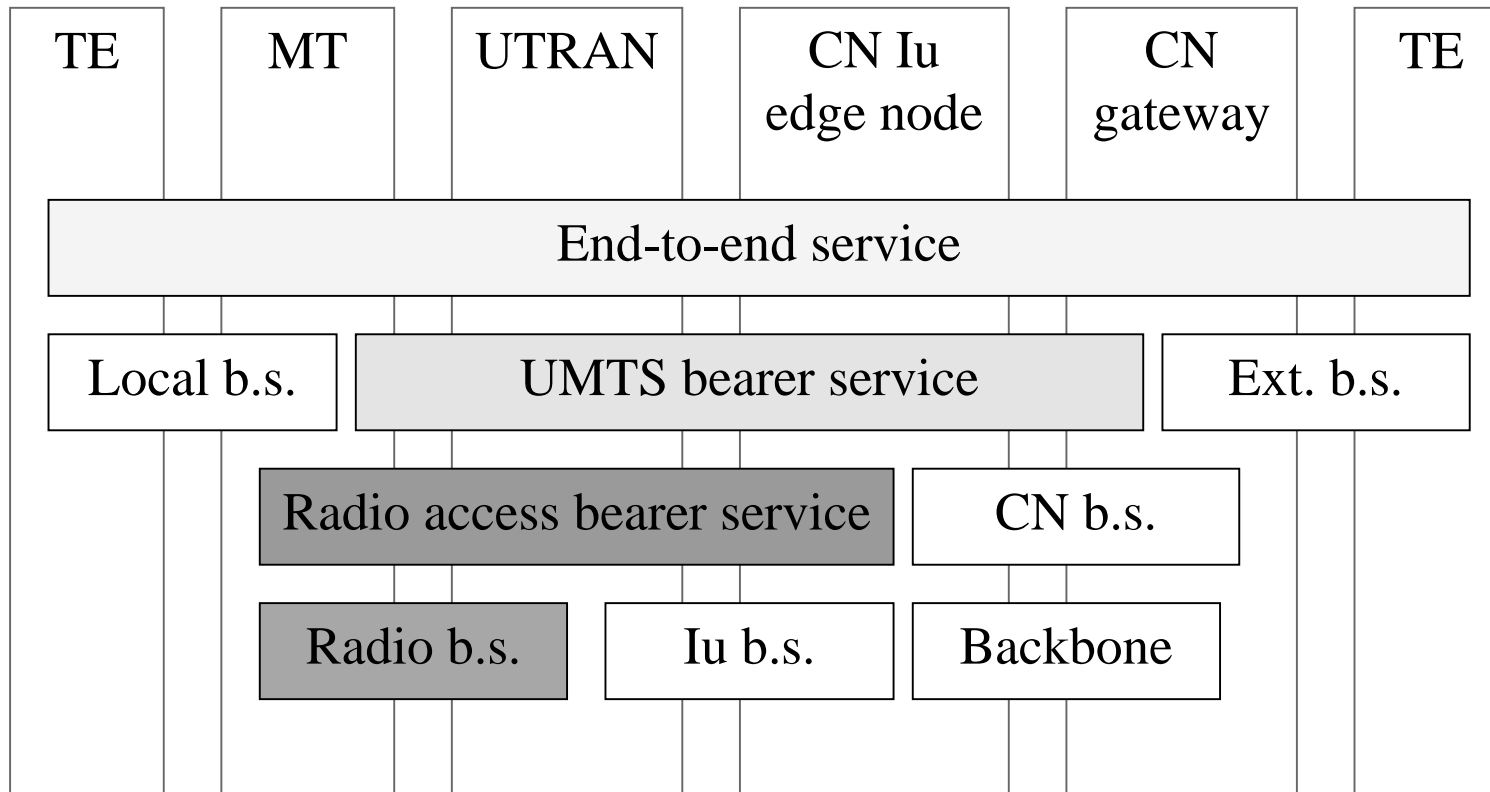 TE
MT
UTRAN
CN Iu
edge node
CN
gateway
TE
End-to-end service
Local b.s.
UMTS bearer service
Ext. b.s.
Radio access bearer service
CN b.s.
Radio b.s.
Iu b.s.
Backbone